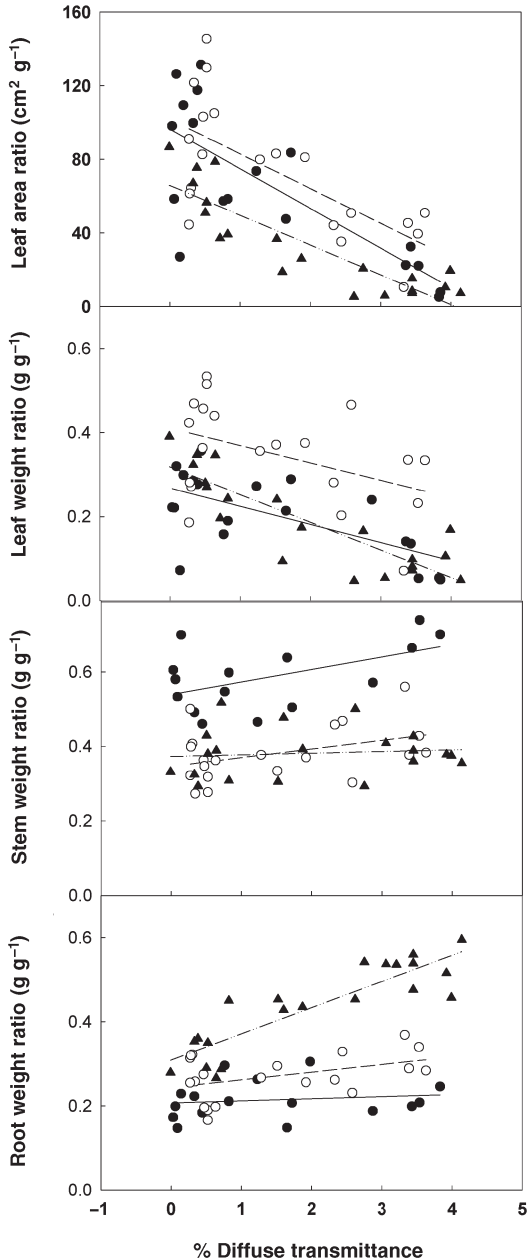 160
120
80
40
0
Leaf area ratio (cm² g⁻¹)
0.6
0.4
0.2
0.0
Leaf weight ratio (g g⁻¹)
0.6
0.4
0.2
0.0
Stem weight ratio (g g⁻¹)
0.6
0.4
0.2
0.0
Root weight ratio (g g⁻¹)
−1 0 1 2 3 4 5
% Diffuse transmittance